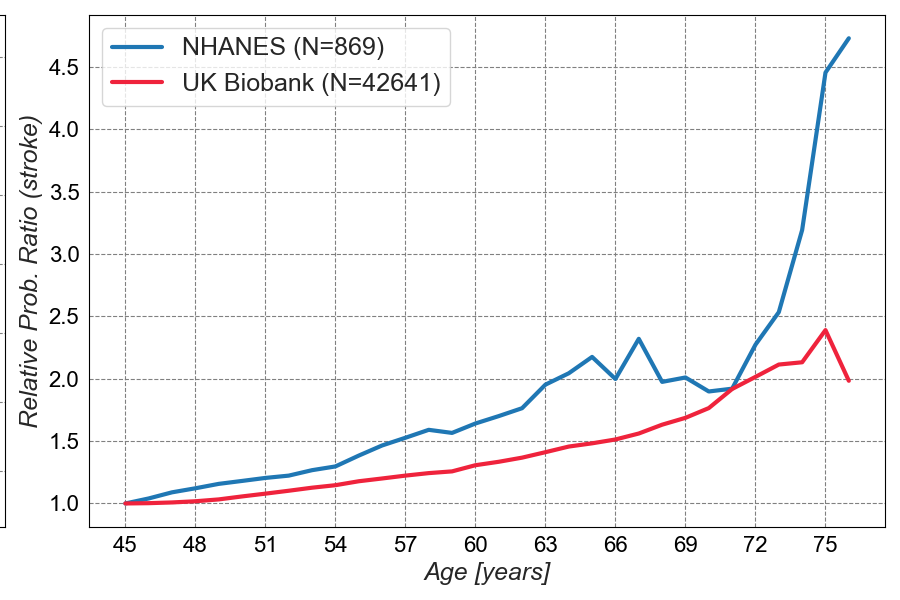 NHANES (N=869)
UK Biobank (N=42641)
Relative Prob. Ratio (stroke)
4.5
4.0
3.5
3.0
2.5
2.0
1.5
1.0
45 48 51 54 57 60 63 66 69 72 75
Age [years]